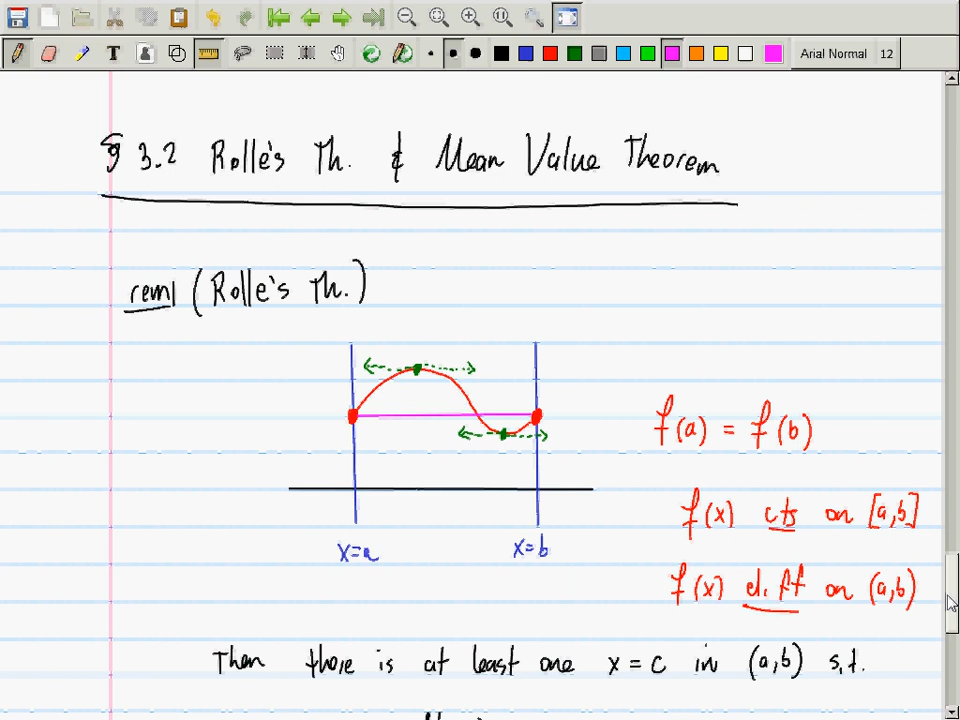 Arial Normal 12
§ 3.2 Rolle's Th. & Mean Value Theorem
rem (Rolle's Th.)
f(a) = f(b)
f(x) cts on [a,b]
x=a x=b
f(x) diff on (a,b)
Then there is at least one x = c in (a,b) s.t.